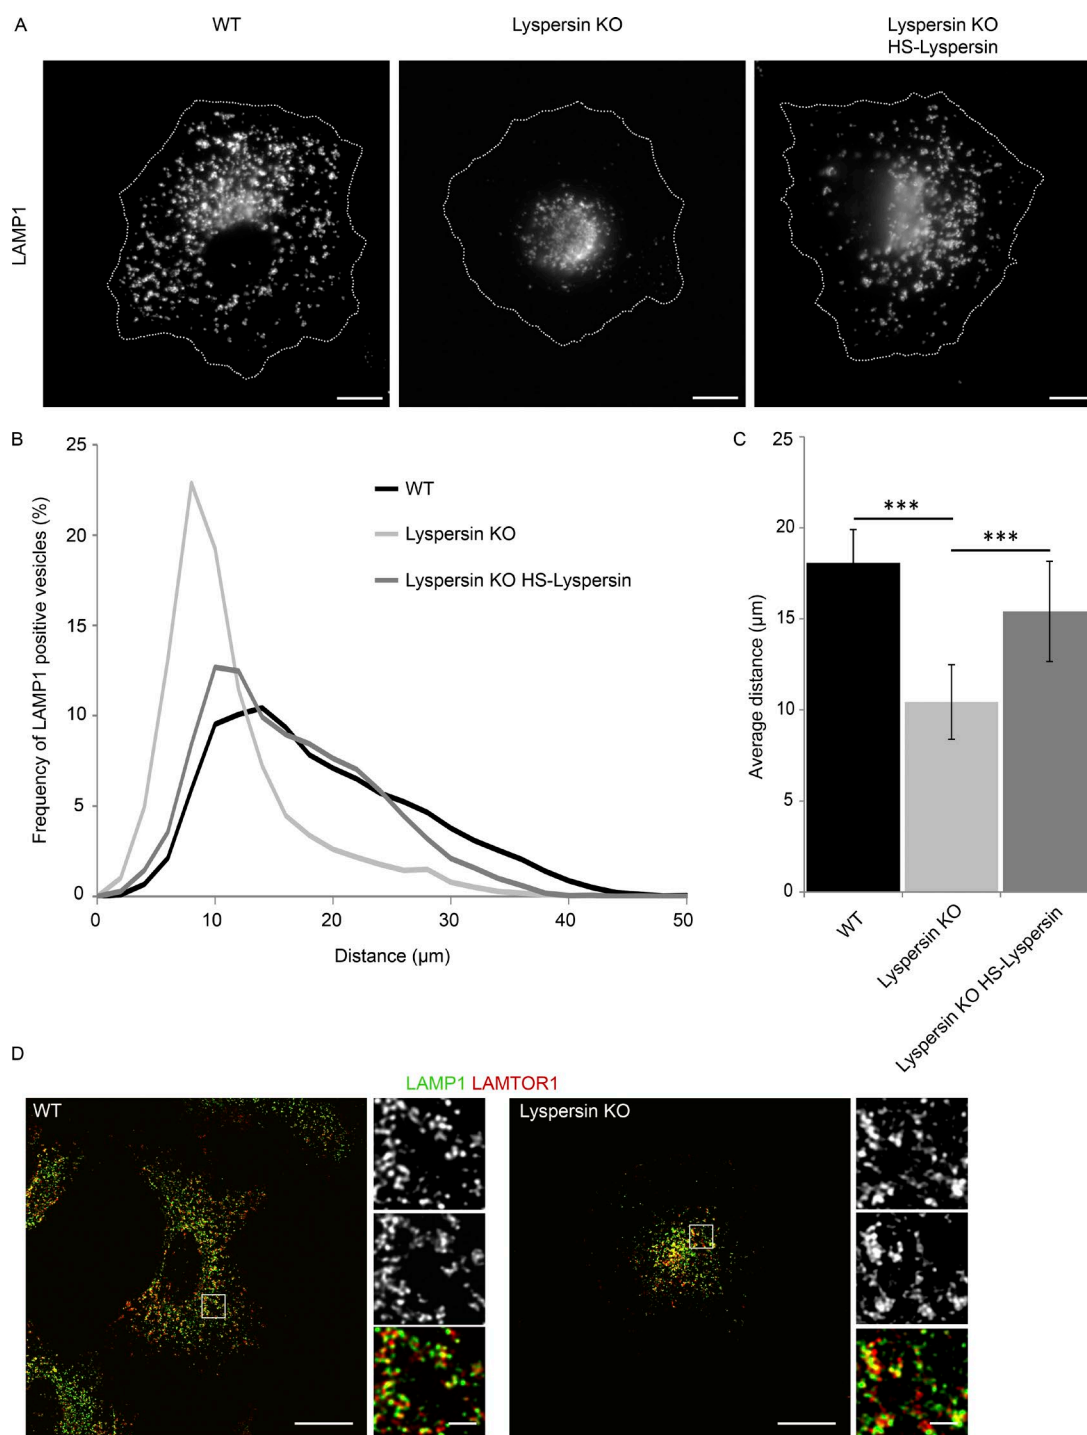 A
WT
Lyspersin KO
Lyspersin KO
HS-Lyspersin
LAMP1
B
25
20
15
10
5
0
Frequency of LAMP1 positive vesicles (%)
0
10
20
30
40
50
Distance (µm)
WT
Lyspersin KO
Lyspersin KO HS-Lyspersin
C
25
20
15
10
5
0
Average distance (µm)
***
***
WT
Lyspersin KO
Lyspersin KO HS-Lyspersin
D
LAMP1 LAMTOR1
WT
Lyspersin KO